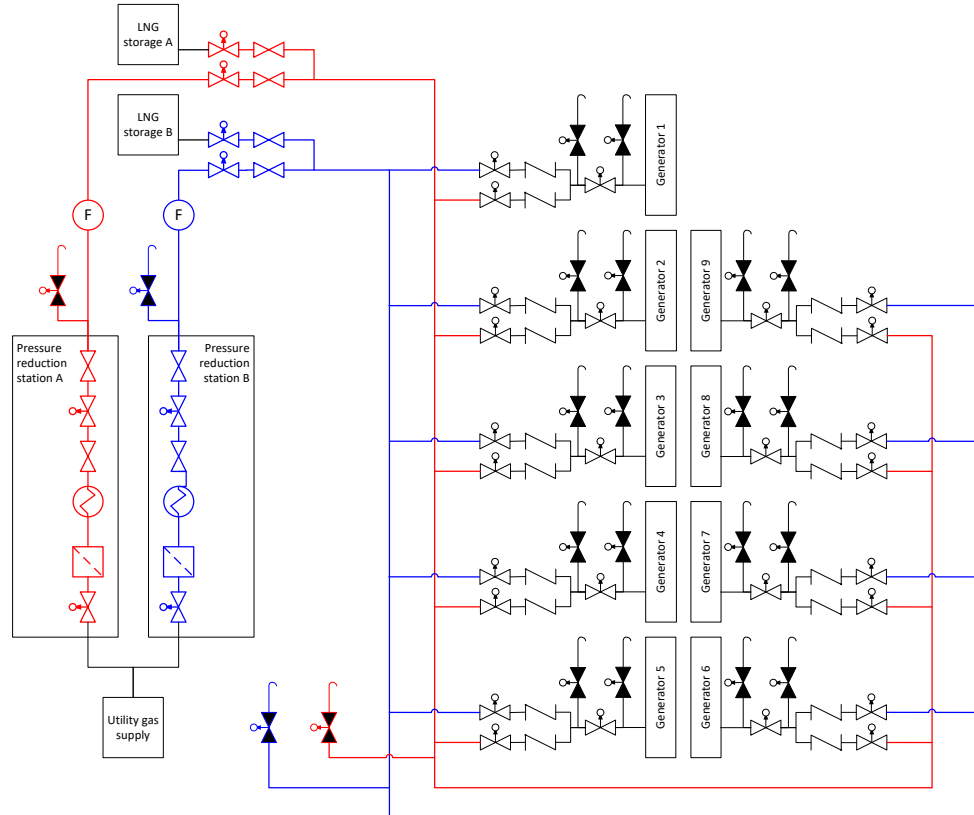 LNG
storage A
LNG
storage B
F
F
Pressure
reduction
station A
Pressure
reduction
station B
Utility gas
supply
Generator 1
Generator 2
Generator 9
Generator 3
Generator 8
Generator 4
Generator 7
Generator 5
Generator 6